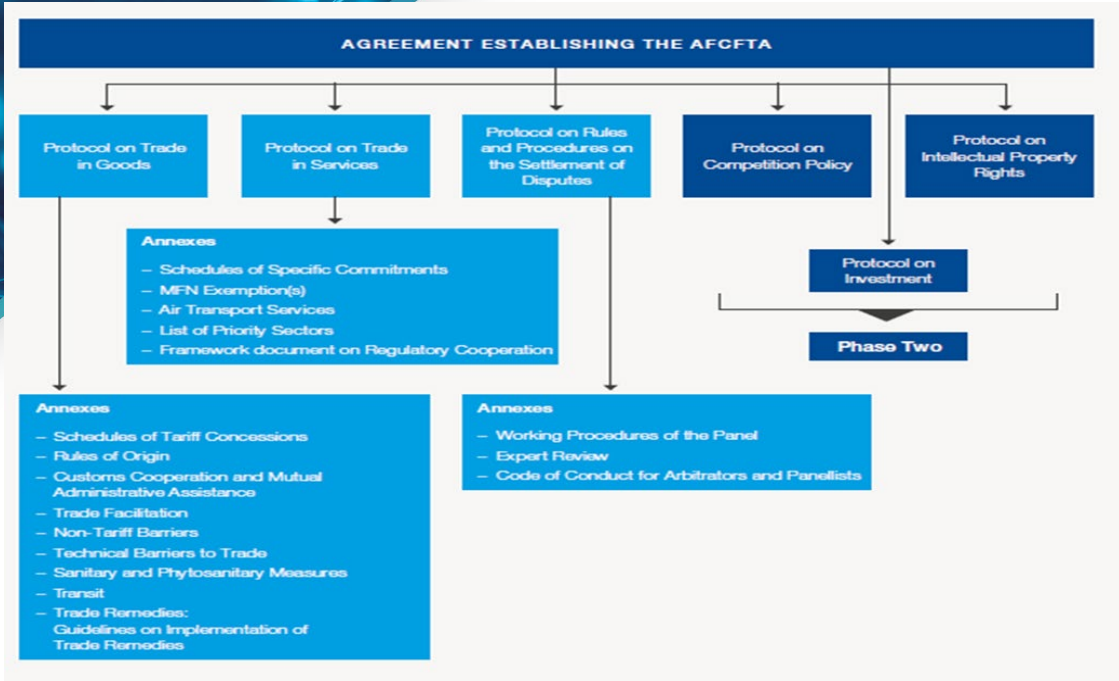 AGREEMENT ESTABLISHING THE AFCFTA
Protocol on Trade
in Goods
Protocol on Trade
in Services
Protocol on Rules
and Procedures on
the Settlement of
Disputes
Protocol on
Competition Policy
Protocol on
Intellectual Property
Rights
Annexes
– Schedules of Specific Commitments
– MFN Exemption(s)
– Air Transport Services
– List of Priority Sectors
– Framework document on Regulatory Cooperation
Protocol on
Investment
Phase Two
Annexes
– Schedules of Tariff Concessions
– Rules of Origin
– Customs Cooperation and Mutual
Administrative Assistance
– Trade Facilitation
– Non-Tariff Barriers
– Technical Barriers to Trade
– Sanitary and Phytosanitary Measures
– Transit
– Trade Remedies:
Guidelines on Implementation of
Trade Remedies
Annexes
– Working Procedures of the Panel
– Expert Review
– Code of Conduct for Arbitrators and Panellists